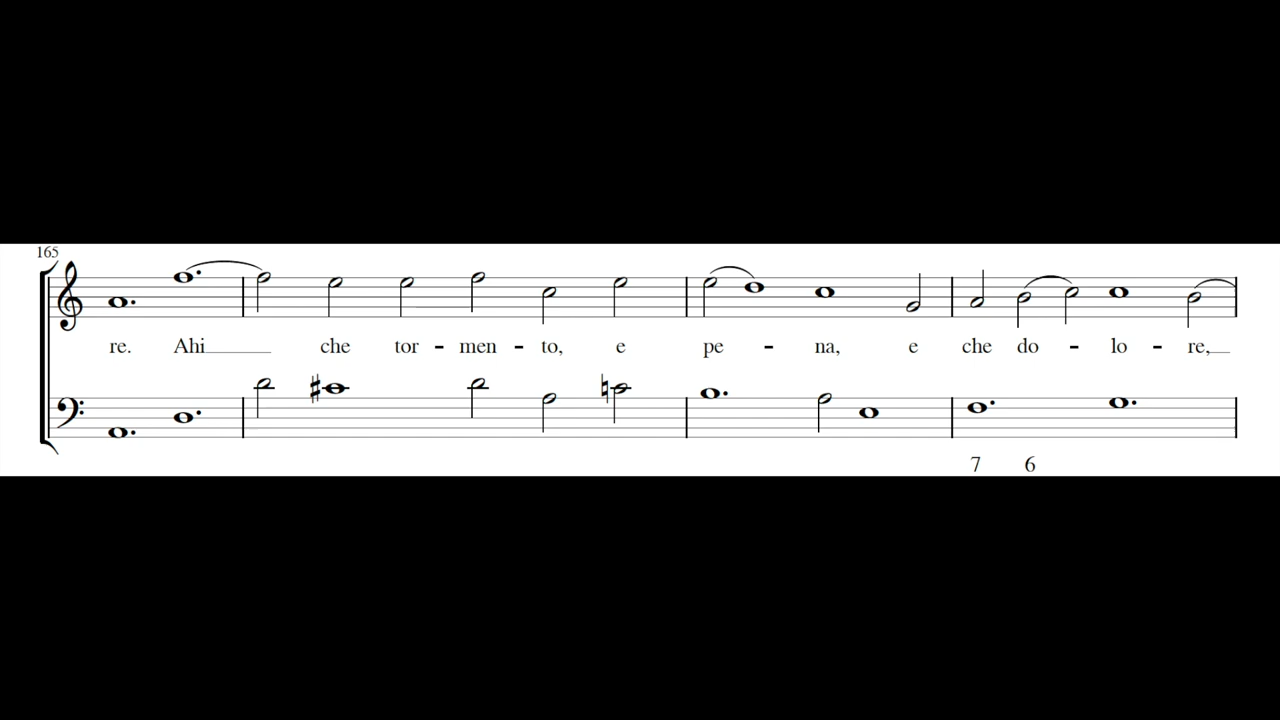 165
re. Ahi che tor - men - to, e pe - na, e che do - lo - re,
7 6